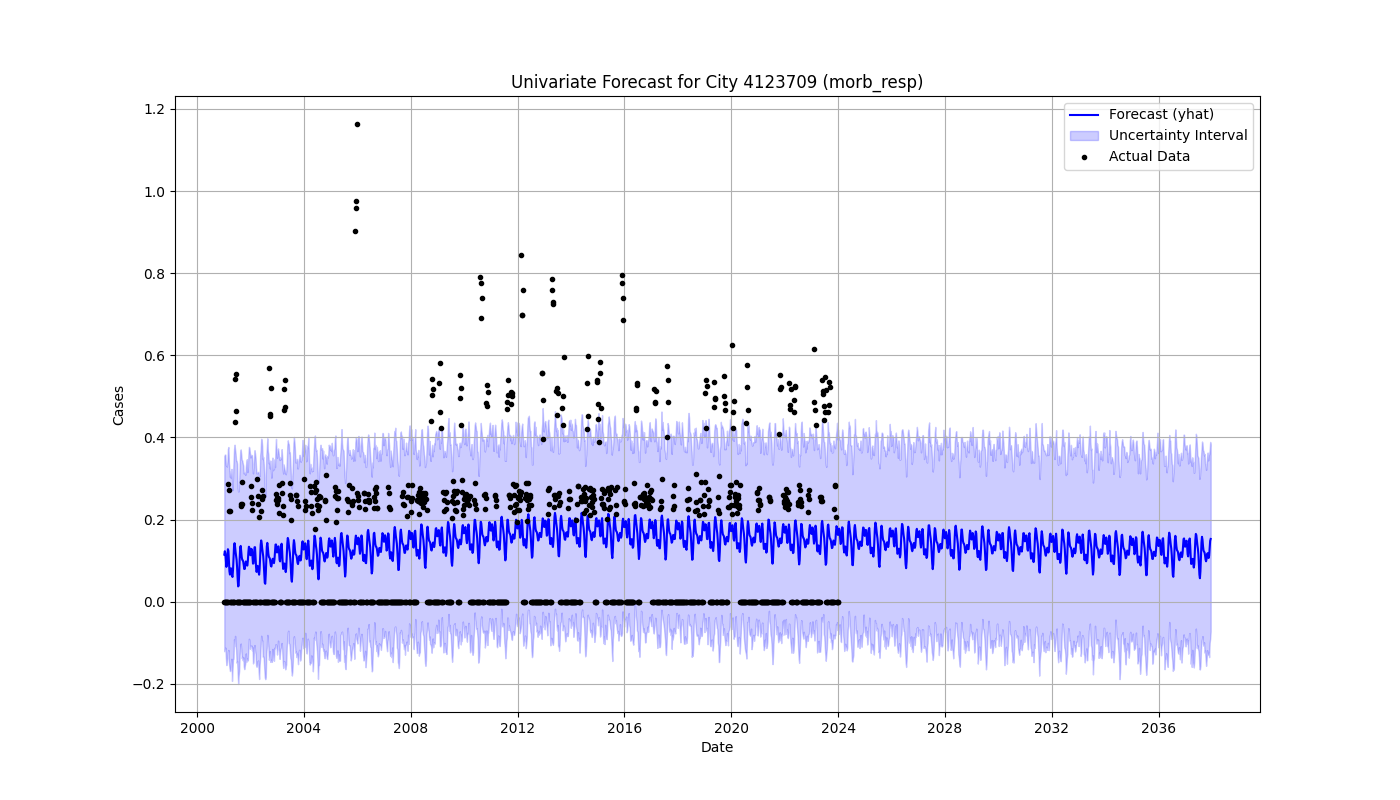 Univariate Forecast for City 4123709 (morb_resp)
Forecast (yhat)
Uncertainty Interval
Actual Data
Cases
1.2
1.0
0.8
0.6
0.4
0.2
0.0
−0.2
2000 2004 2008 2012 2016 2020 2024 2028 2032 2036
Date